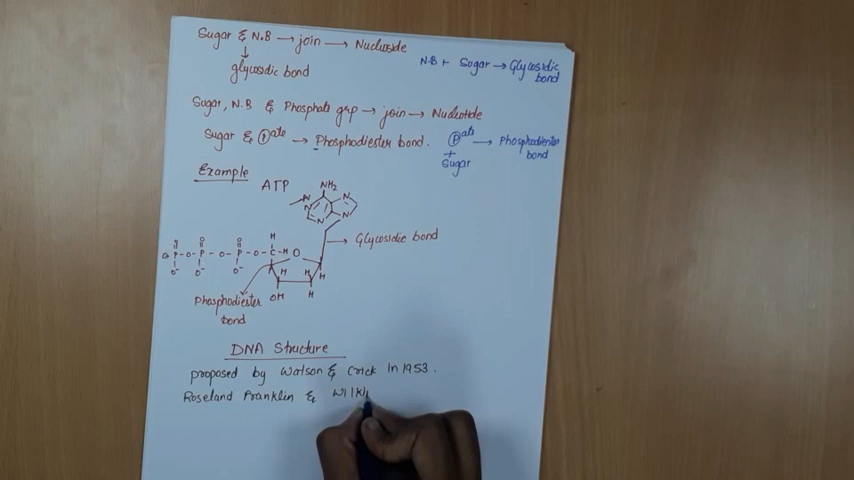 Sugar & N.B → join → Nucleoside
↓
glycosidic bond
N.B + Sugar → Glycosidic
bond
Sugar, N.B & Phosphate grp → join → Nucleotide
Sugar & Pate → Phosphodiester bond.
Pate → Phosphodiester
+ bond
Sugar
Example
ATP
NH2
N N
N N
Glycosidic bond
H
O O O
O-P-O-P-O-P-O-C-H O
O- O- O-
H H H
OH H
Phosphodiester
bond
DNA Structure
proposed by Watson & Crick in 1953.
Roseland Franklin & Wilki